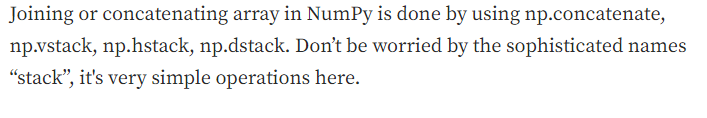 Joining or concatenating array in NumPy is done by using np.concatenate,
np.vstack, np.hstack, np.dstack. Don’t be worried by the sophisticated names
“stack”, it's very simple operations here.